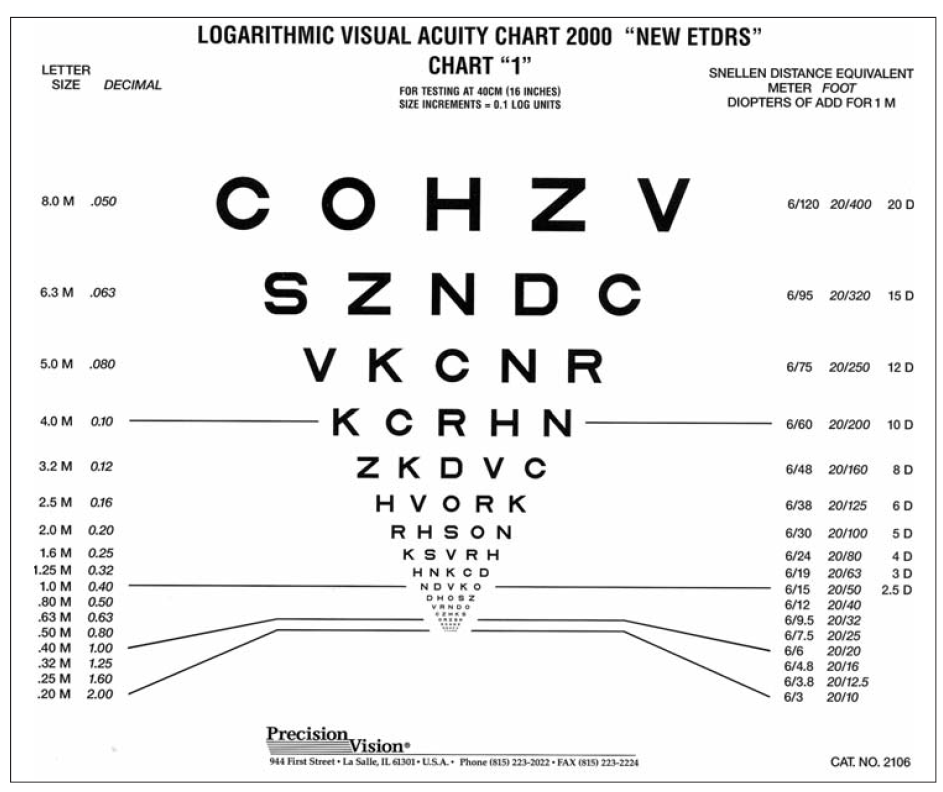 LOGARITHMIC VISUAL ACUITY CHART 2000 “NEW ETDRS”
CHART “1”
FOR TESTING AT 40CM (16 INCHES)
SIZE INCREMENTS = 0.1 LOG UNITS
LETTER
SIZE DECIMAL
SNELLEN DISTANCE EQUIVALENT
METER FOOT
DIOPTERS OF ADD FOR 1 M
8.0 M .050 C O H Z V 6/120 20/400 20 D
6.3 M .063 S Z N D C 6/95 20/320 15 D
5.0 M .080 V K C N R 6/75 20/250 12 D
4.0 M 0.10 K C R H N 6/60 20/200 10 D
3.2 M 0.12 Z K D V C 6/48 20/160 8 D
2.5 M 0.16 H V O R K 6/38 20/125 6 D
2.0 M 0.20 R H S O N 6/30 20/100 5 D
1.6 M 0.25 K S V R H 6/24 20/80 4 D
1.25 M 0.32 H N K C D 6/19 20/63 3 D
1.0 M 0.40 N D V K O 6/15 20/50 2.5 D
.80 M 0.50 D H O S Z 6/12 20/40
.63 M 0.63 V R N D O 6/9.5 20/32
.50 M 0.80 6/7.5 20/25
.40 M 1.00 6/6 20/20
.32 M 1.25 6/4.8 20/16
.25 M 1.60 6/3.8 20/12.5
.20 M 2.00 6/3 20/10
Precision
Vision®
944 First Street • La Salle, IL 61301 • U.S.A. • Phone (815) 223-2022 • FAX (815) 223-2224
CAT. NO. 2106